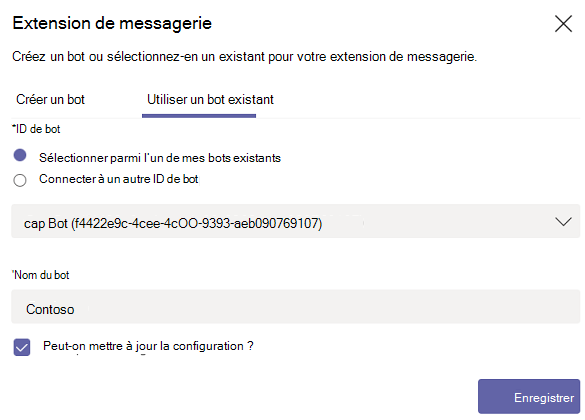 Extension de messagerie
Créez un bot ou sélectionnez-en un existant pour votre extension de messagerie.
Créer un bot Utiliser un bot existant
*ID de bot
Sélectionner parmi l'un de mes bots existants
Connecter à un autre ID de bot
cap Bot (f4422e9c-4cee-4cOO-9393-aeb090769107)
*Nom du bot
Contoso
Peut-on mettre à jour la configuration ?
Enregistrer